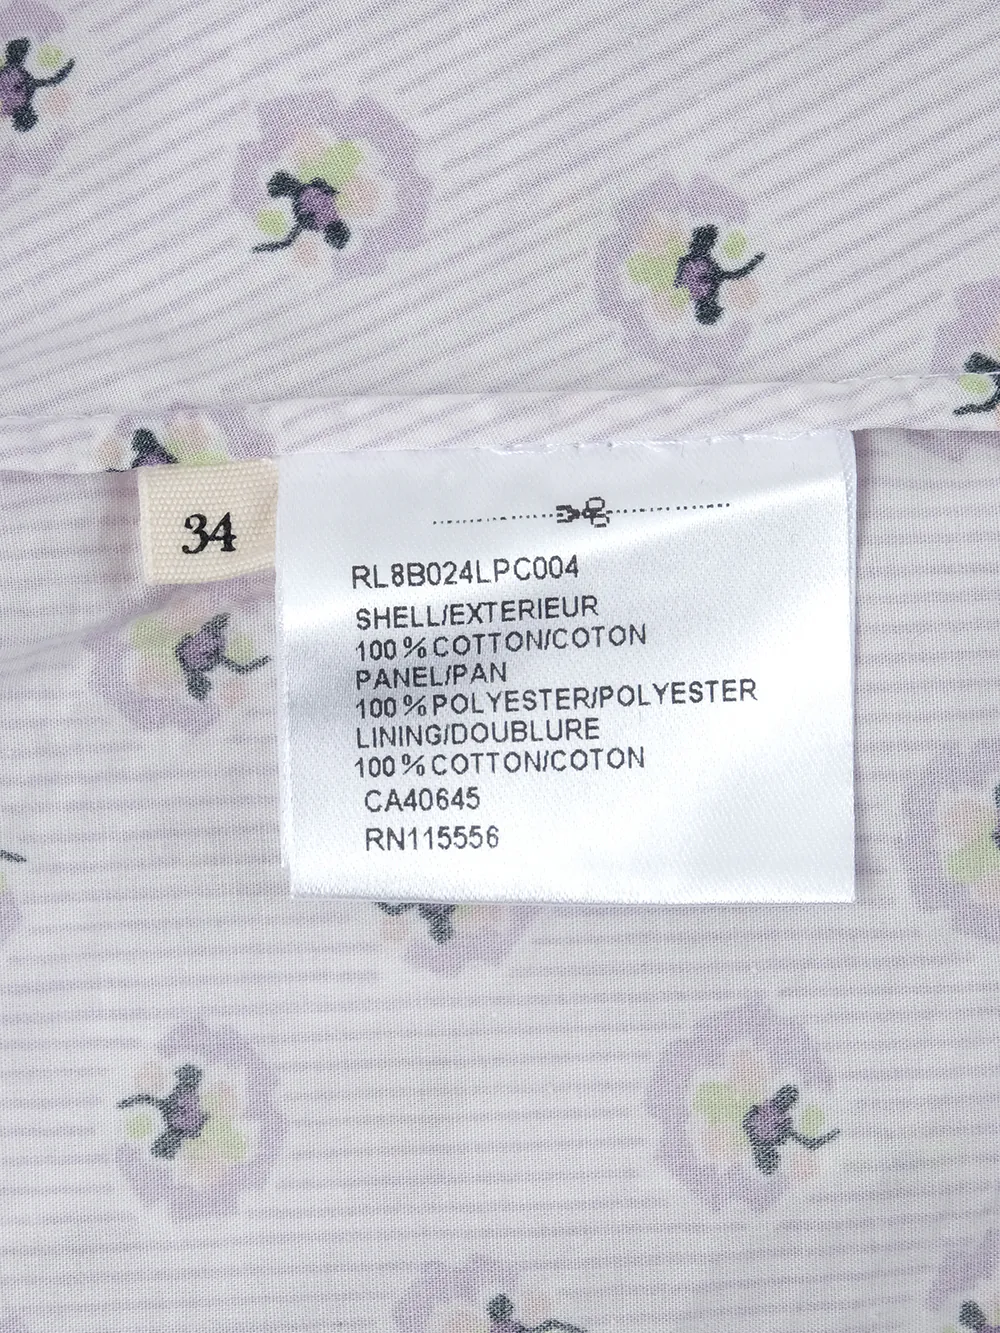 34
RL8B024LPC004
SHELL/EXTERIEUR
100% COTTON/COTON
PANEL/PAN
100% POLYESTER/POLYESTER
LINING/DOUBLURE
100% COTTON/COTON
CA40645
RN115556